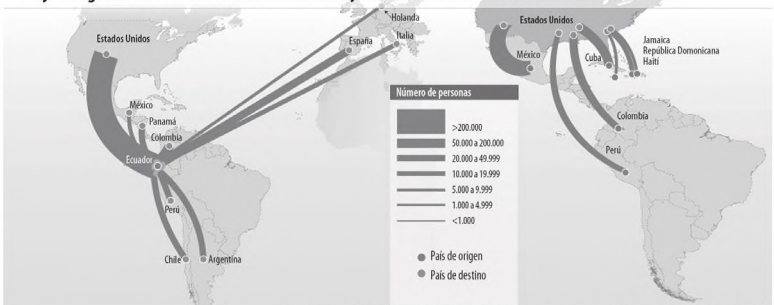 Estados Unidos
México
Panamá
Colombia
Ecuador
Perú
Chile
Argentina
Holanda
España
Italia
Número de personas
>200.000
50.000 a 200.000
20.000 a 49.999
10.000 a 19.999
5.000 a 9.999
1.000 a 4.999
<1.000
País de origen
País de destino
Estados Unidos
México
Cuba
Jamaica
República Domonicana
Haití
Colombia
Perú